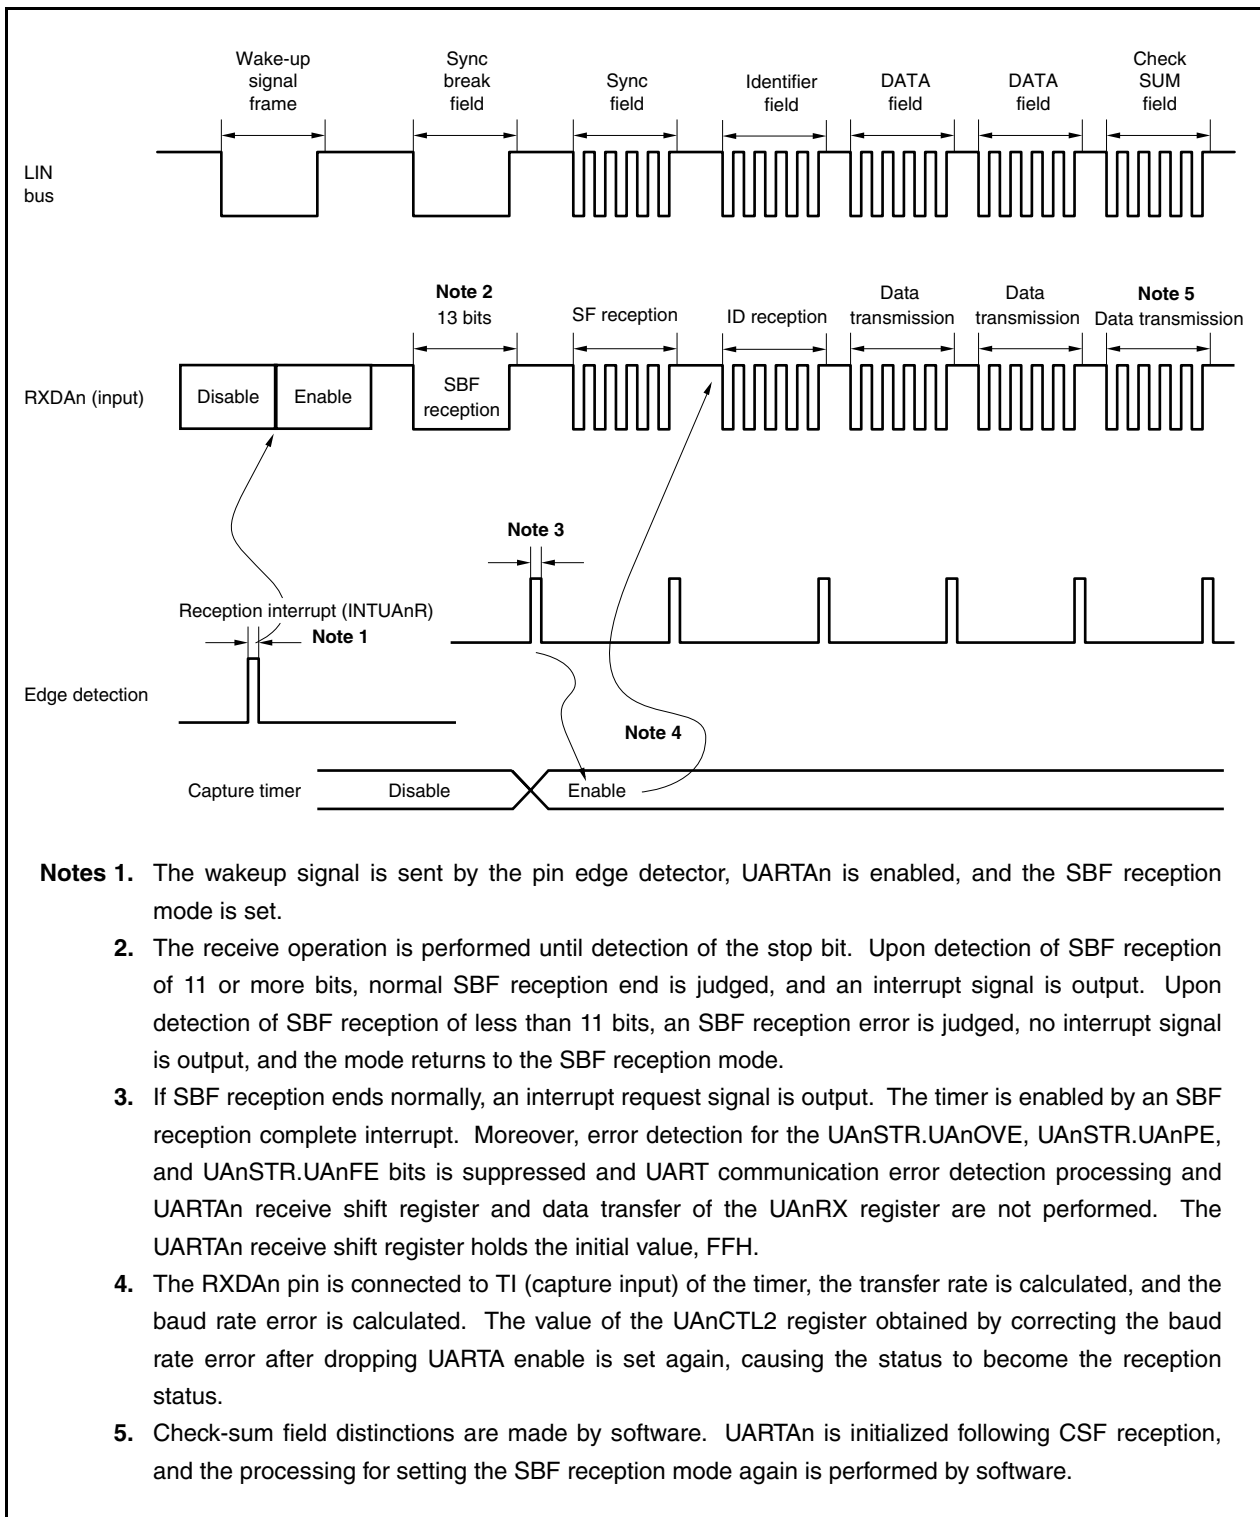 Wake-up
signal
frame
Sync
break
field
Sync
field
Identifier
field
DATA
field
DATA
field
Check
SUM
field
LIN
bus
Note 2
13 bits
SF reception
ID reception
Data
transmission
Data
transmission
Note 5
Data transmission
RXDAn (input)
Disable
Enable
SBF
reception
Note 3
Reception interrupt (INTUAnR)
Note 1
Edge detection
Note 4
Capture timer
Disable
Enable
Notes 1. The wakeup signal is sent by the pin edge detector, UARTAn is enabled, and the SBF reception
mode is set.
2. The receive operation is performed until detection of the stop bit. Upon detection of SBF reception
of 11 or more bits, normal SBF reception end is judged, and an interrupt signal is output. Upon
detection of SBF reception of less than 11 bits, an SBF reception error is judged, no interrupt signal
is output, and the mode returns to the SBF reception mode.
3. If SBF reception ends normally, an interrupt request signal is output. The timer is enabled by an SBF
reception complete interrupt. Moreover, error detection for the UAnSTR.UAnOVE, UAnSTR.UAnPE,
and UAnSTR.UAnFE bits is suppressed and UART communication error detection processing and
UARTAn receive shift register and data transfer of the UAnRX register are not performed. The
UARTAn receive shift register holds the initial value, FFH.
4. The RXDAn pin is connected to TI (capture input) of the timer, the transfer rate is calculated, and the
baud rate error is calculated. The value of the UAnCTL2 register obtained by correcting the baud
rate error after dropping UARTA enable is set again, causing the status to become the reception
status.
5. Check-sum field distinctions are made by software. UARTAn is initialized following CSF reception,
and the processing for setting the SBF reception mode again is performed by software.